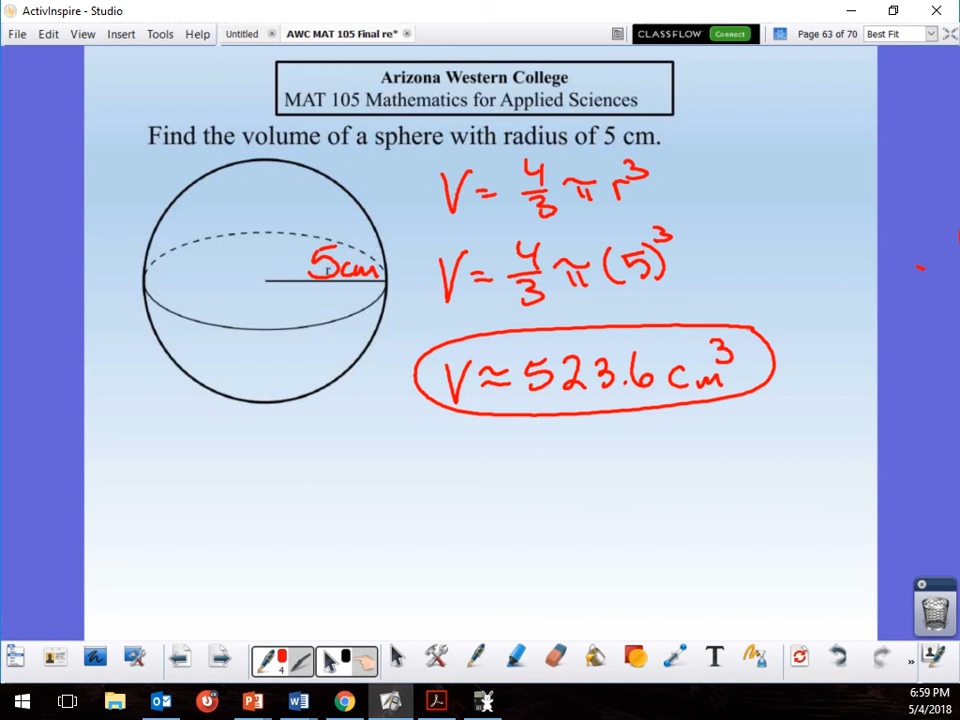 ActivInspire - Studio
File Edit View Insert Tools Help Untitled AWC MAT 105 Final re* CLASSFLOW Connect Page 63 of 70 Best Fit
Arizona Western College
MAT 105 Mathematics for Applied Sciences
Find the volume of a sphere with radius of 5 cm.
V = 4/3 π r³
5cm
r
V = 4/3 π (5)³
V ≈ 523.6 cm³
4
6:59 PM
5/4/2018